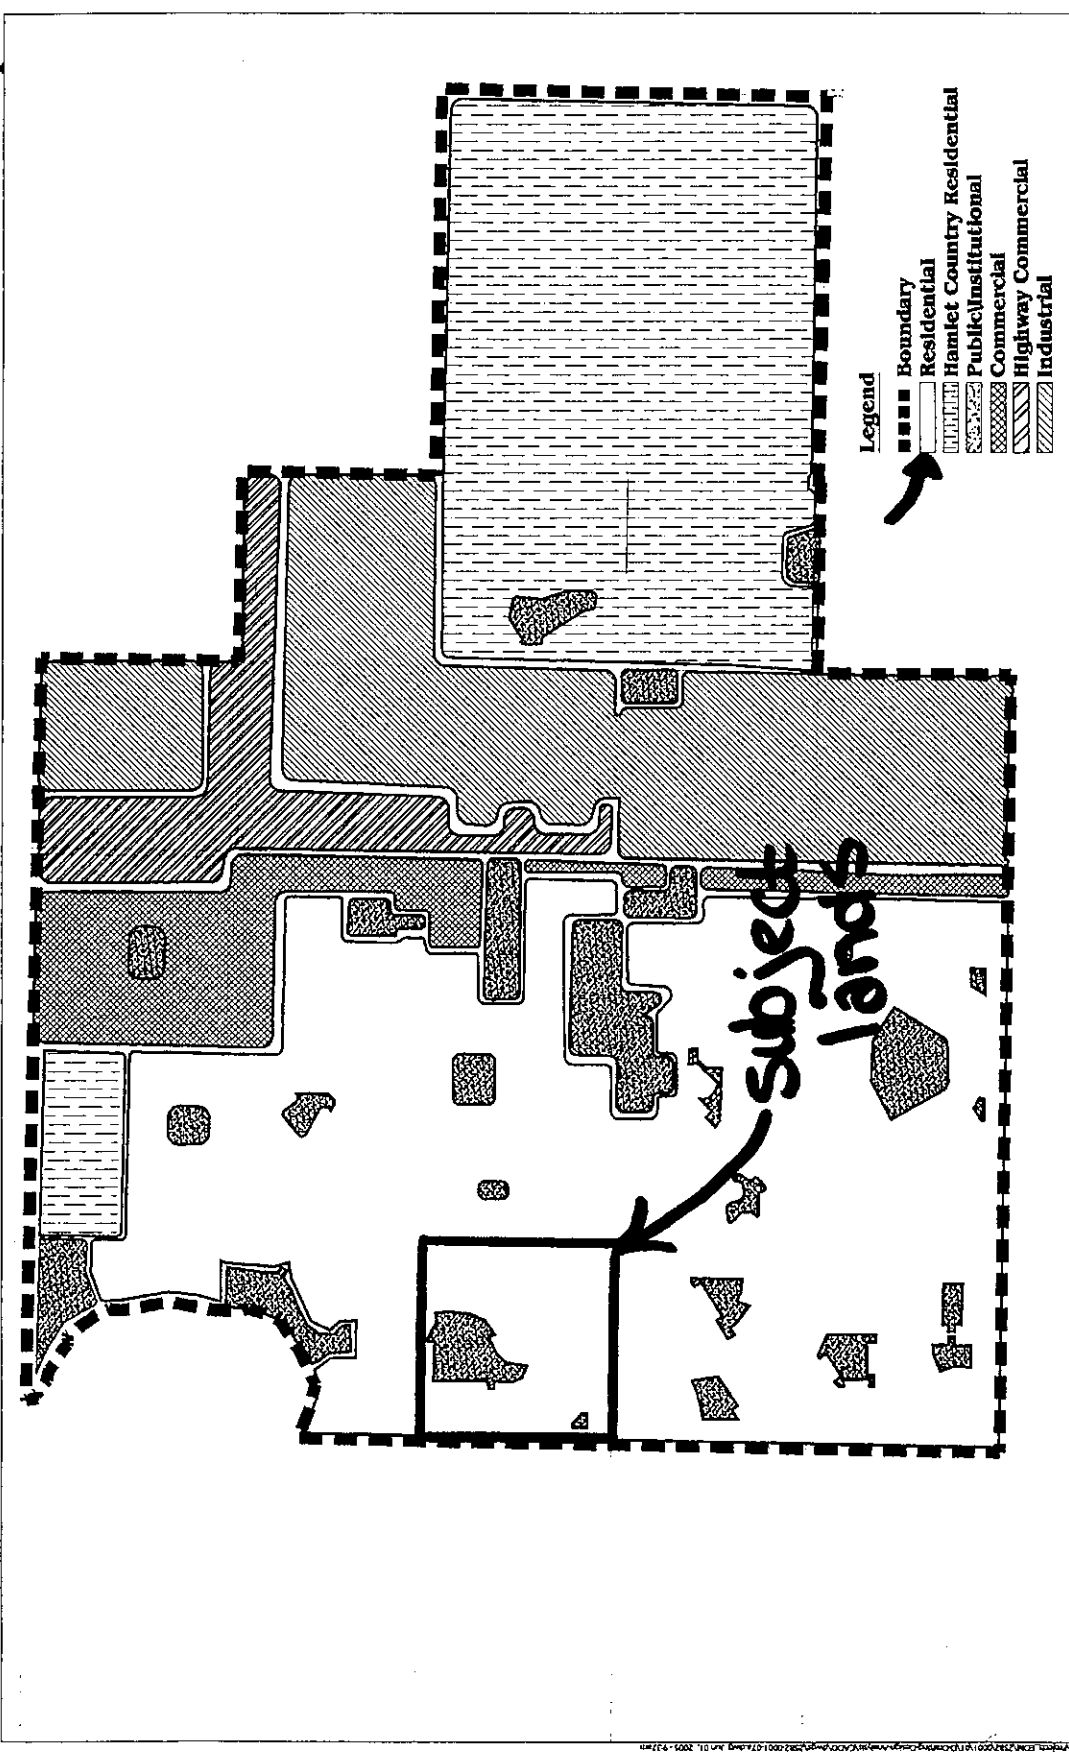 Legend
Boundary
Residential
Hamlet Country Residential
Public\Institutional
Commercial
Highway Commercial
Industrial
subject
lands